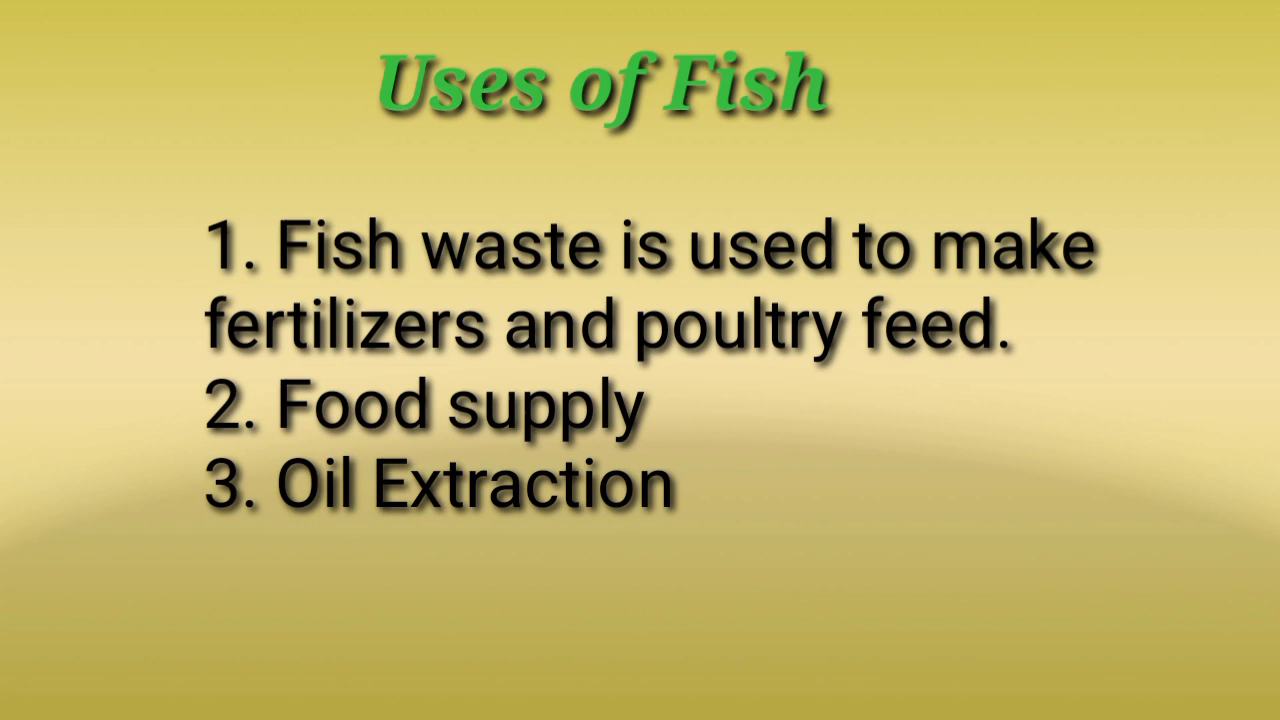 Uses of Fish
1. Fish waste is used to make
fertilizers and poultry feed.
2. Food supply
3. Oil Extraction